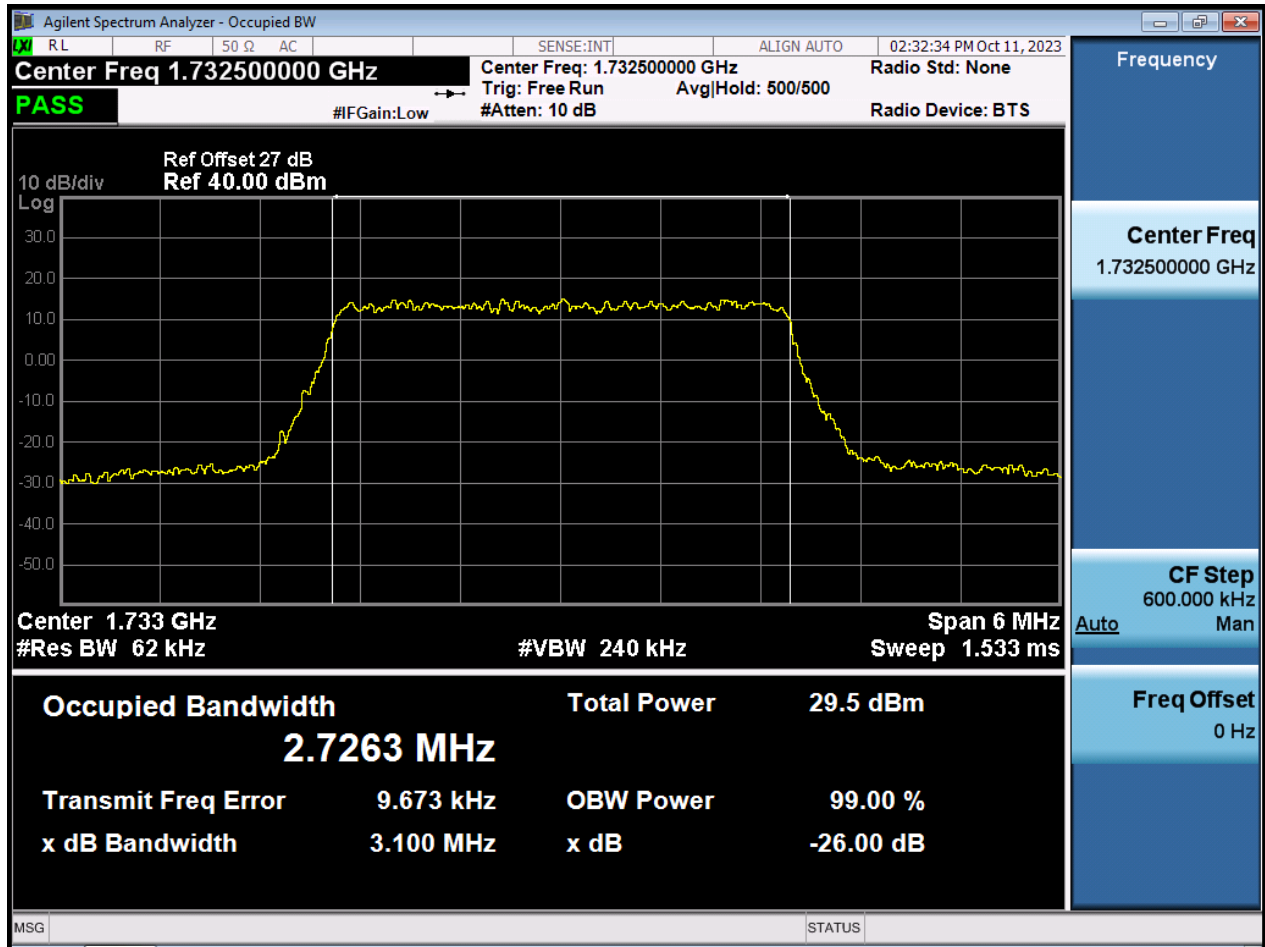 Agilent Spectrum Analyzer - Occupied BW
LXI RL RF 50 Ω AC SENSE:INT ALIGN AUTO 02:32:34 PM Oct 11, 2023
Center Freq 1.732500000 GHz
PASS
#IFGain:Low
Center Freq: 1.732500000 GHz
Trig: Free Run Avg|Hold: 500/500
#Atten: 10 dB
Radio Std: None
Radio Device: BTS
Ref Offset 27 dB
10 dB/div Ref 40.00 dBm
Log
30.0
20.0
10.0
0.00
-10.0
-20.0
-30.0
-40.0
-50.0
Center 1.733 GHz Span 6 MHz
#Res BW 62 kHz #VBW 240 kHz Sweep 1.533 ms
Occupied Bandwidth Total Power 29.5 dBm
2.7263 MHz
Transmit Freq Error 9.673 kHz OBW Power 99.00 %
x dB Bandwidth 3.100 MHz x dB -26.00 dB
MSG STATUS
Frequency
Center Freq
1.732500000 GHz
CF Step
600.000 kHz
Auto Man
Freq Offset
0 Hz